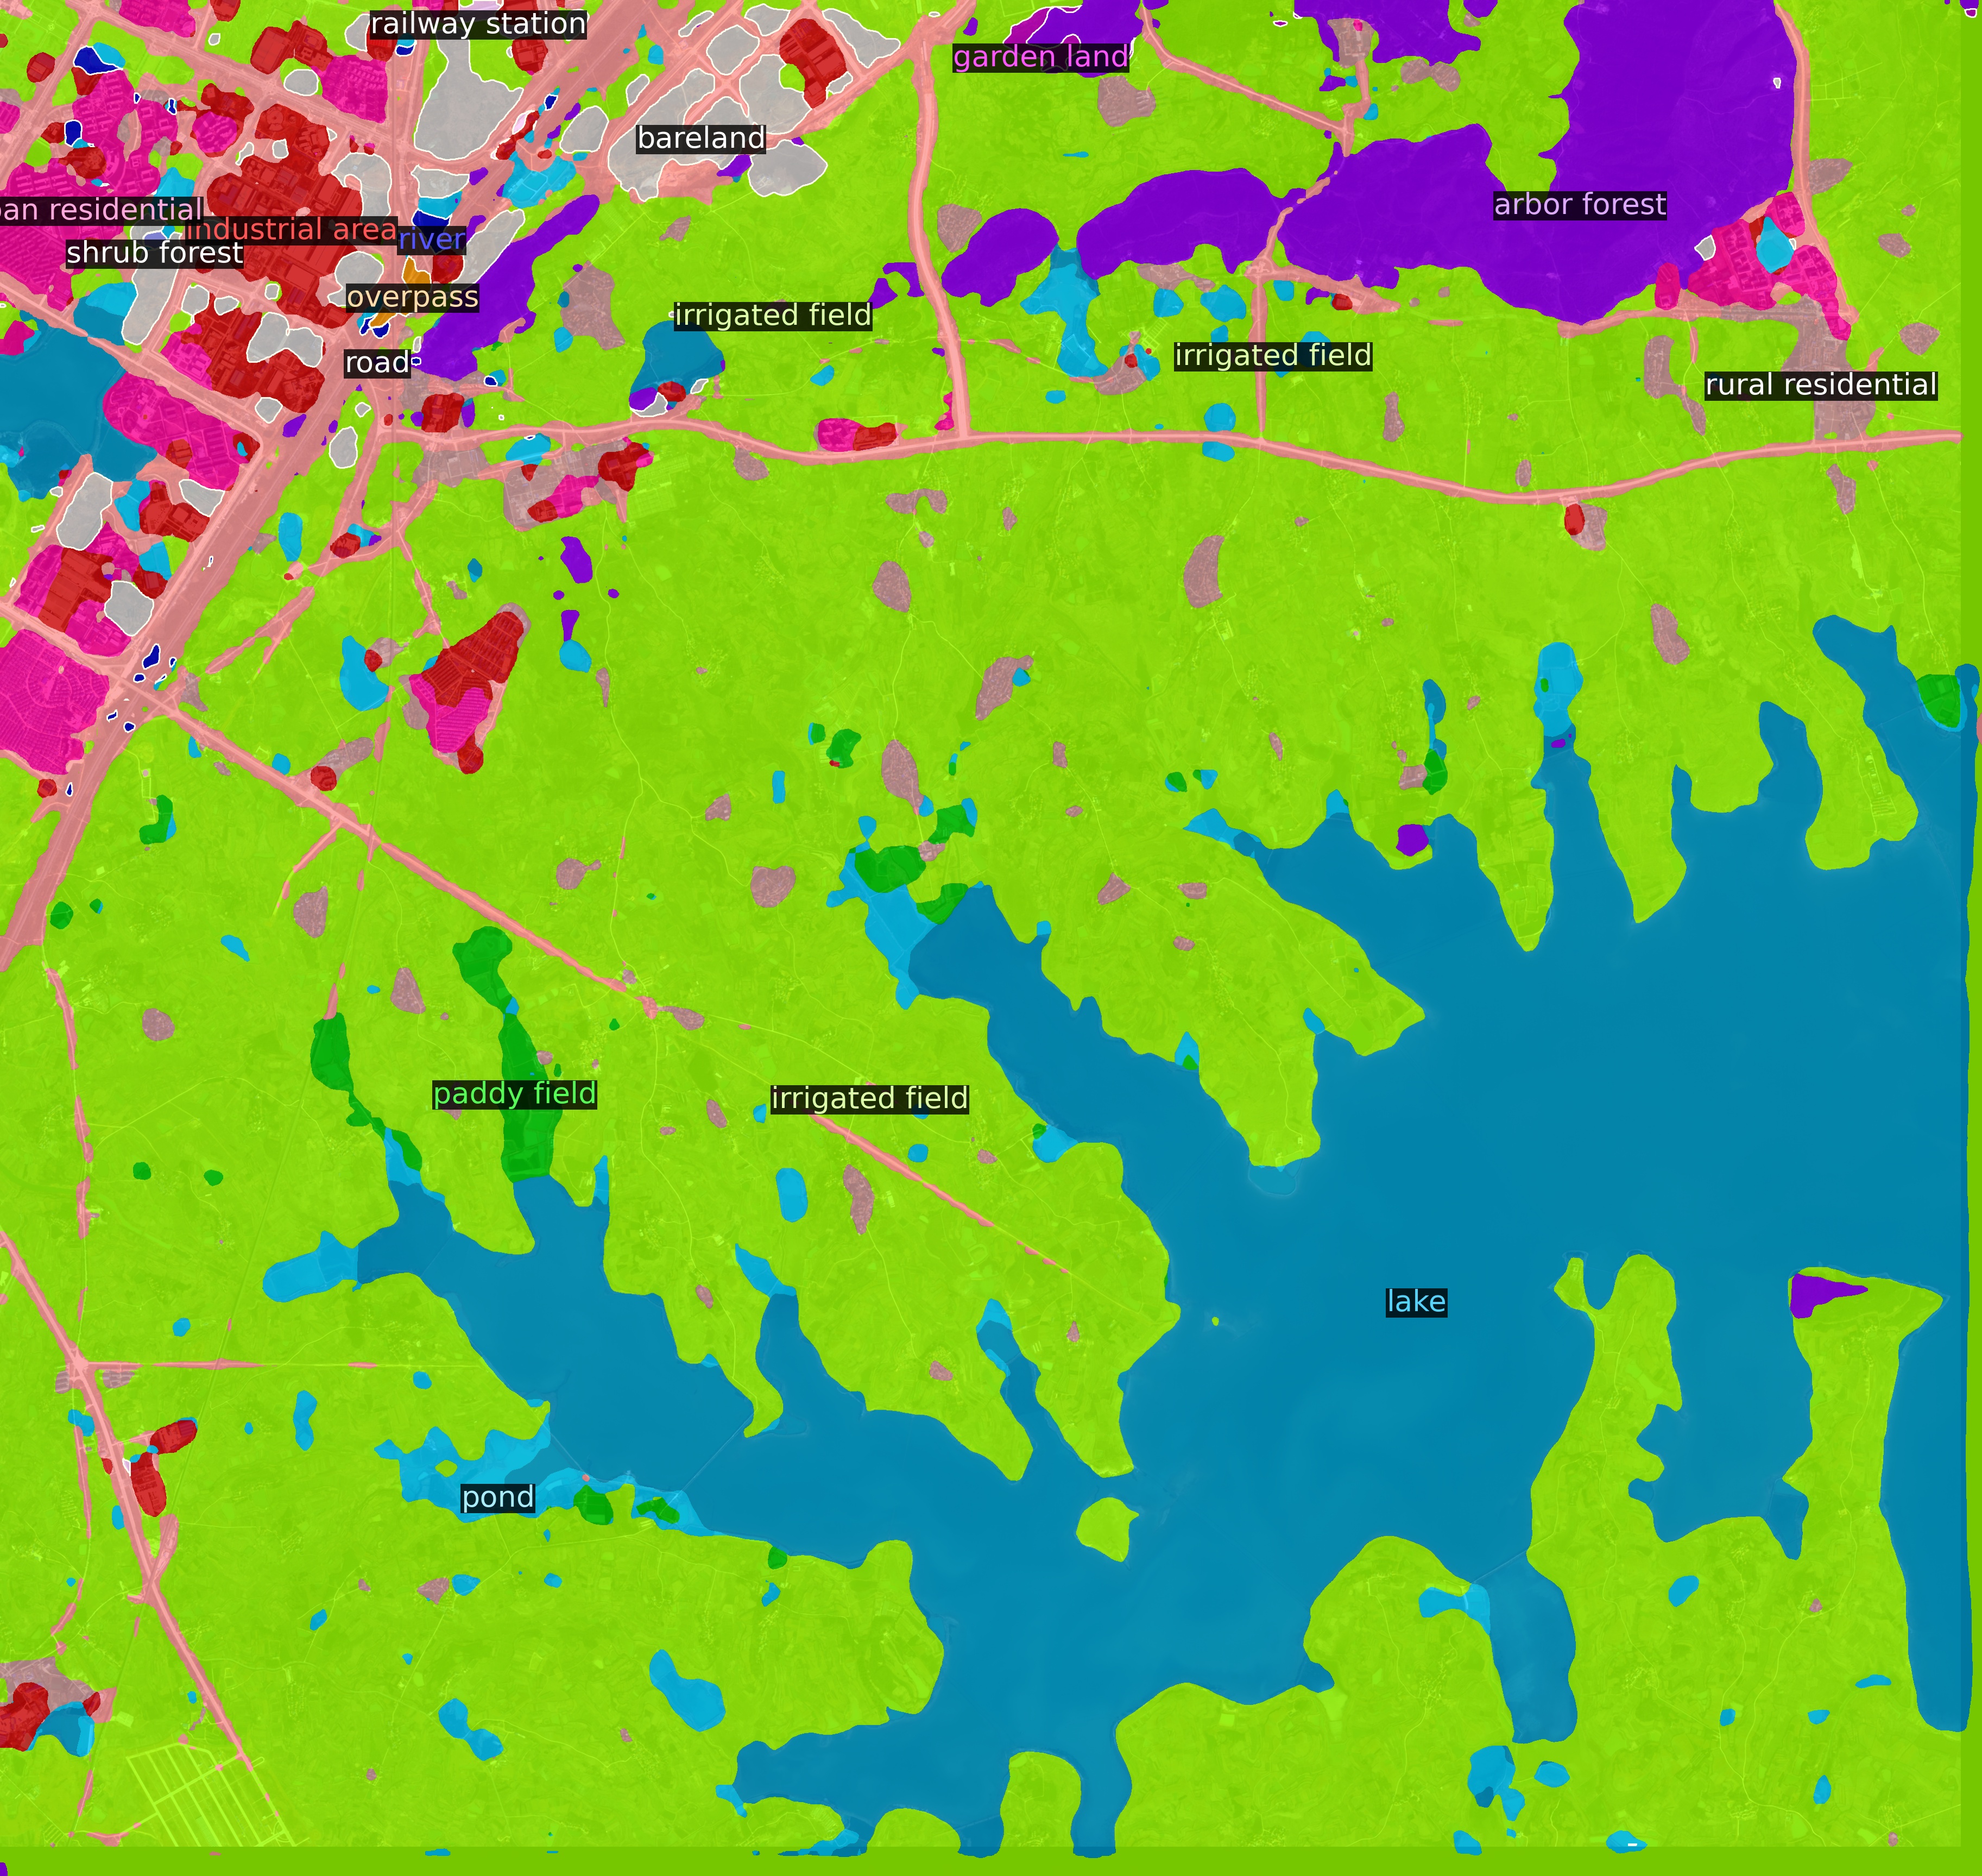 railway station
garden land
bareland
arbor forest
an residential
industrial area
river
shrub forest
overpass
irrigated field
road
irrigated field
rural residential
paddy field
irrigated field
lake
pond